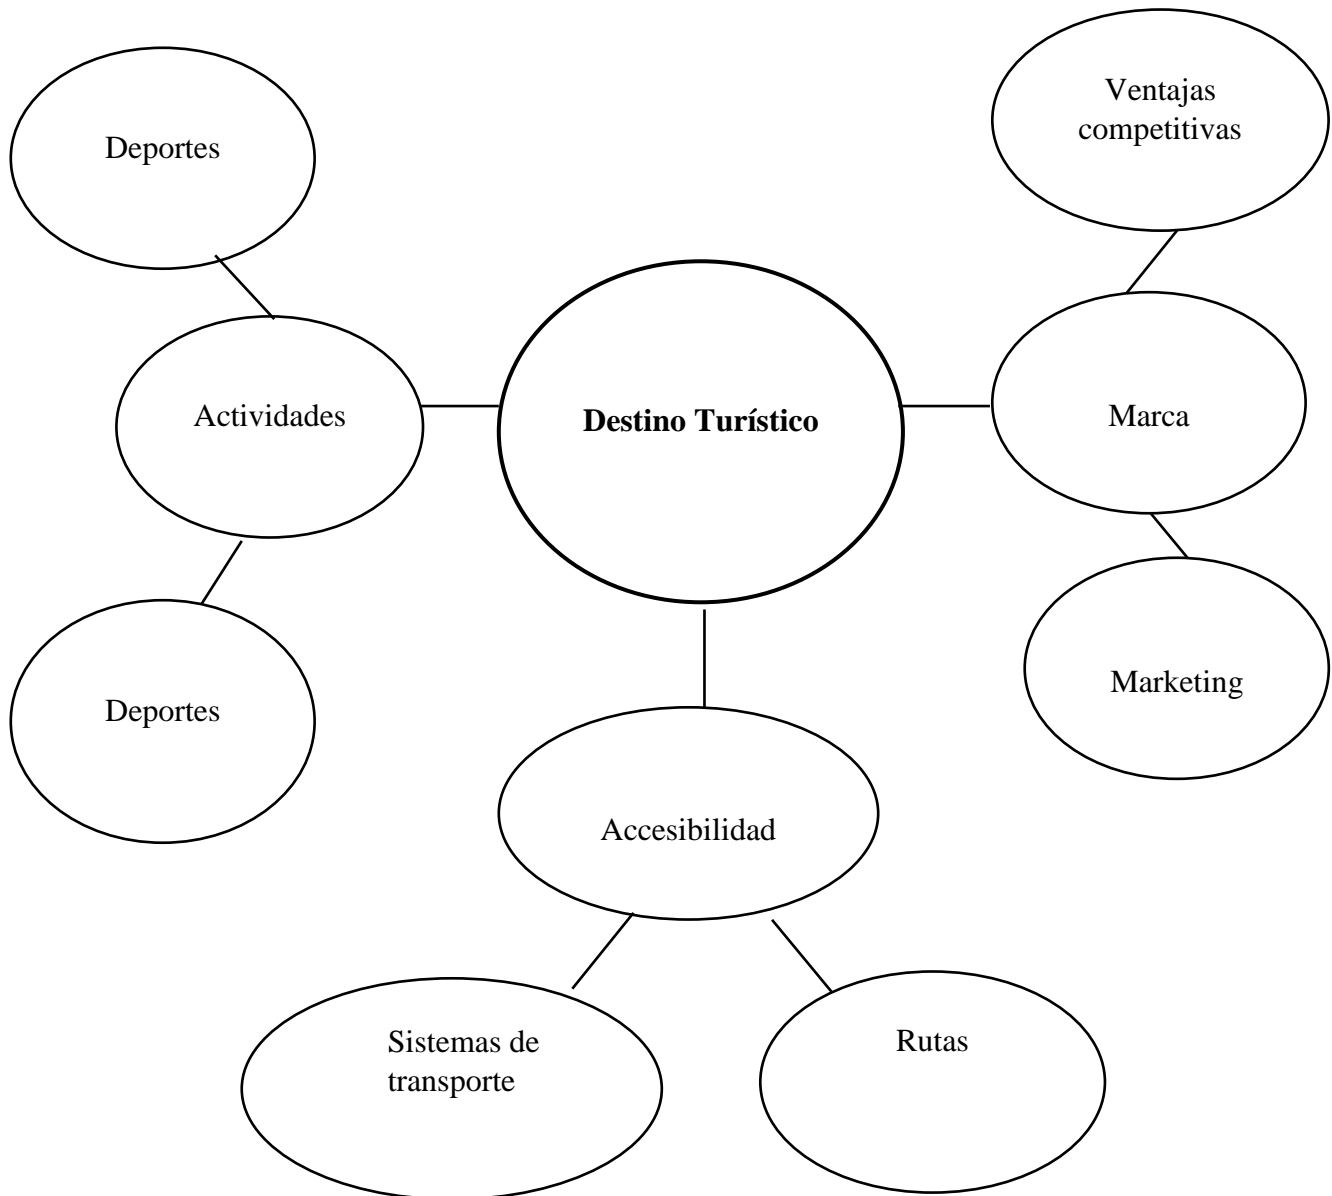 Ventajas
competitivas
Deportes
Actividades
Destino Turístico
Marca
Marketing
Deportes
Accesibilidad
Sistemas de
transporte
Rutas